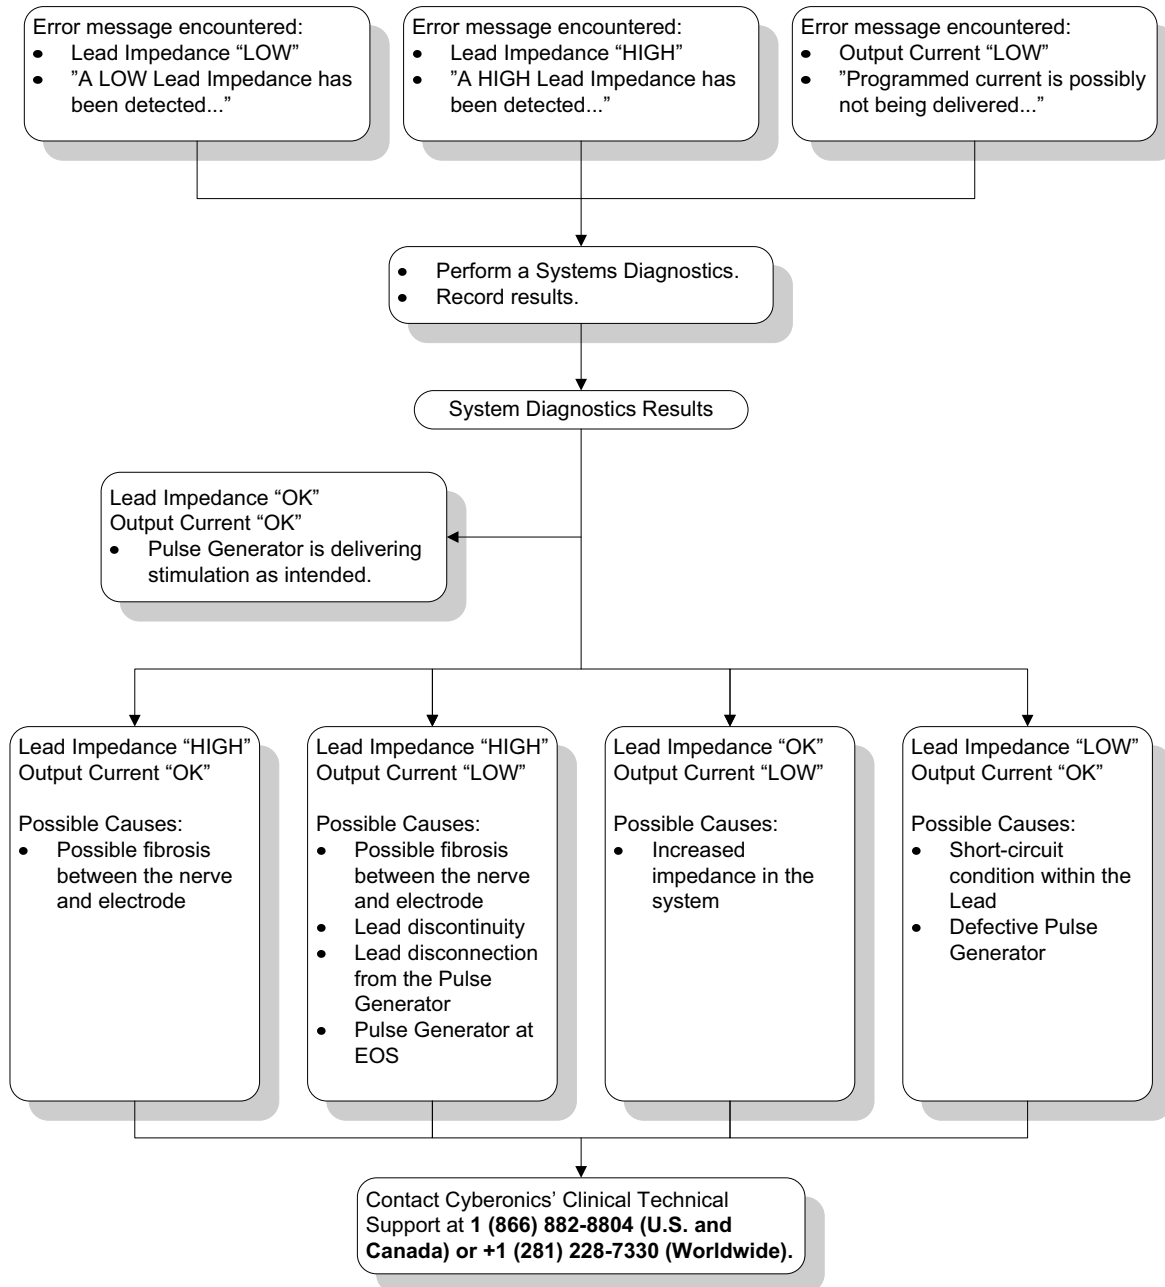 Error message encountered:
• Lead Impedance “LOW”
• ”A LOW Lead Impedance has
been detected...”
Error message encountered:
• Lead Impedance “HIGH”
• ”A HIGH Lead Impedance has
been detected...”
Error message encountered:
• Output Current “LOW”
• ”Programmed current is possibly
not being delivered...”
• Perform a Systems Diagnostics.
• Record results.
System Diagnostics Results
Lead Impedance “OK”
Output Current “OK”
• Pulse Generator is delivering
stimulation as intended.
Lead Impedance “HIGH”
Output Current “OK”
Possible Causes:
• Possible fibrosis
between the nerve
and electrode
Lead Impedance “HIGH”
Output Current “LOW”
Possible Causes:
• Possible fibrosis
between the nerve
and electrode
• Lead discontinuity
• Lead disconnection
from the Pulse
Generator
• Pulse Generator at
EOS
Lead Impedance “OK”
Output Current “LOW”
Possible Causes:
• Increased
impedance in the
system
Lead Impedance “LOW”
Output Current “OK”
Possible Causes:
• Short-circuit
condition within the
Lead
• Defective Pulse
Generator
Contact Cyberonics’ Clinical Technical
Support at 1 (866) 882-8804 (U.S. and
Canada) or +1 (281) 228-7330 (Worldwide).